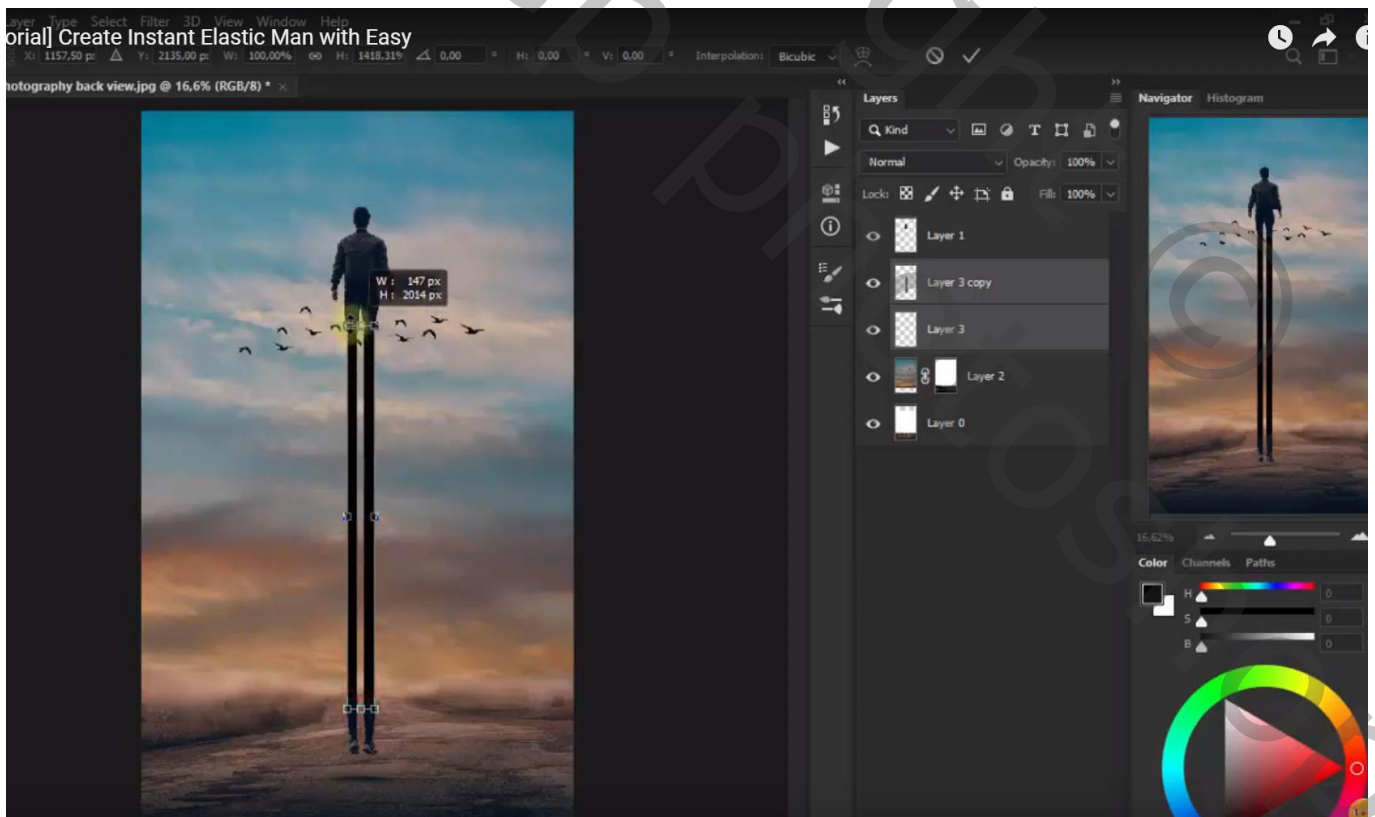 Layer Type Select Filter 3D View Window Help
orial] Create Instant Elastic Man with Easy
X: 1157,50 p: Y: 2135,00 p: W: 100,00% H: 1418,31% 0,00 ° H: 0,00 ° V: 0,00 ° Interpolation: Bicubic
hotography back view.jpg @ 16,6% (RGB/8) * ×
Layers
Navigator Histogram
Kind
Normal Opacity: 100%
Lock: Fill: 100%
Layer 1
W : 147 px
H : 2014 px
Layer 3 copy
Layer 3
Layer 2
Layer 0
16,62%
Color Channels Paths
H 0
S 0
B 0